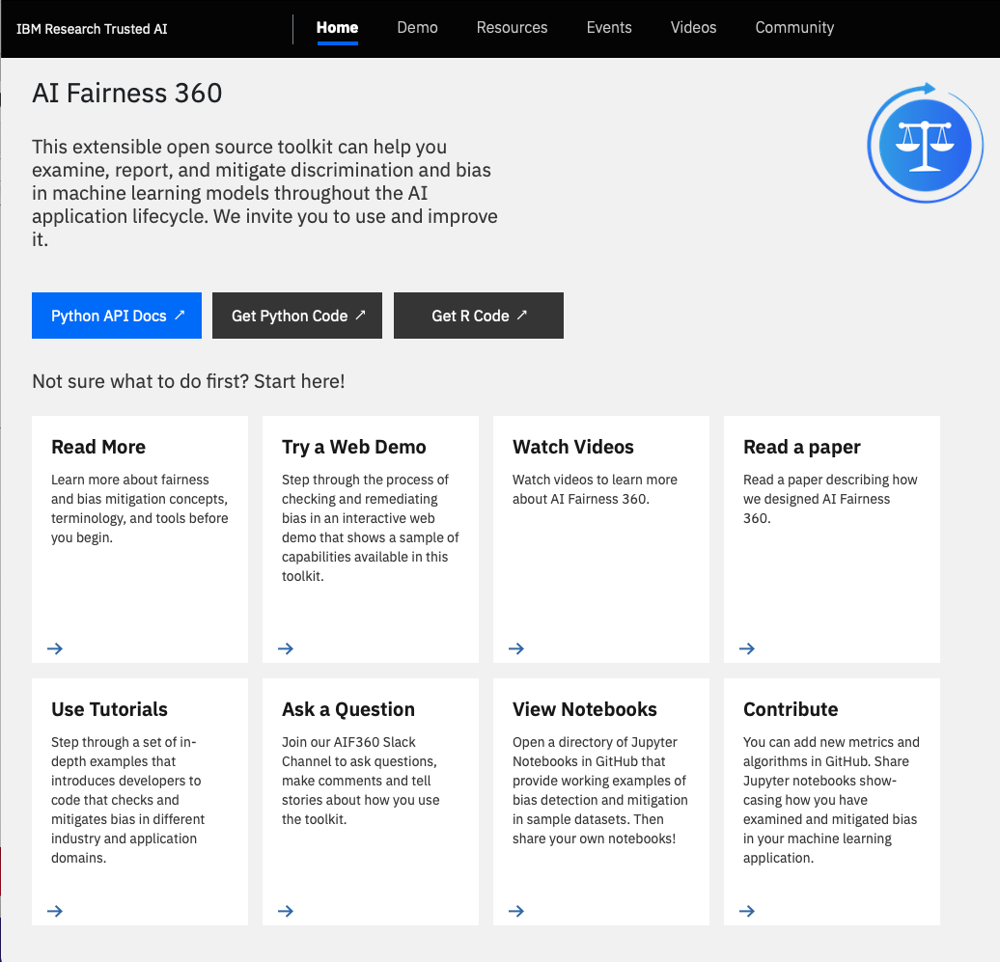 IBM Research Trusted AI
Home
Demo
Resources
Events
Videos
Community
AI Fairness 360
This extensible open source toolkit can help you
examine, report, and mitigate discrimination and bias
in machine learning models throughout the AI
application lifecycle. We invite you to use and improve
it.
Python API Docs ↗
Get Python Code ↗
Get R Code ↗
Not sure what to do first? Start here!
Read More
Learn more about fairness
and bias mitigation concepts,
terminology, and tools before
you begin.
→
Try a Web Demo
Step through the process of
checking and remediating
bias in an interactive web
demo that shows a sample of
capabilities available in this
toolkit.
→
Watch Videos
Watch videos to learn more
about AI Fairness 360.
→
Read a paper
Read a paper describing how
we designed AI Fairness
360.
→
Use Tutorials
Step through a set of in-
depth examples that
introduces developers to
code that checks and
mitigates bias in different
industry and application
domains.
→
Ask a Question
Join our AIF360 Slack
Channel to ask questions,
make comments and tell
stories about how you use
the toolkit.
→
View Notebooks
Open a directory of Jupyter
Notebooks in GitHub that
provide working examples of
bias detection and mitigation
in sample datasets. Then
share your own notebooks!
→
Contribute
You can add new metrics and
algorithms in GitHub. Share
Jupyter notebooks show-
casing how you have
examined and mitigated bias
in your machine learning
application.
→